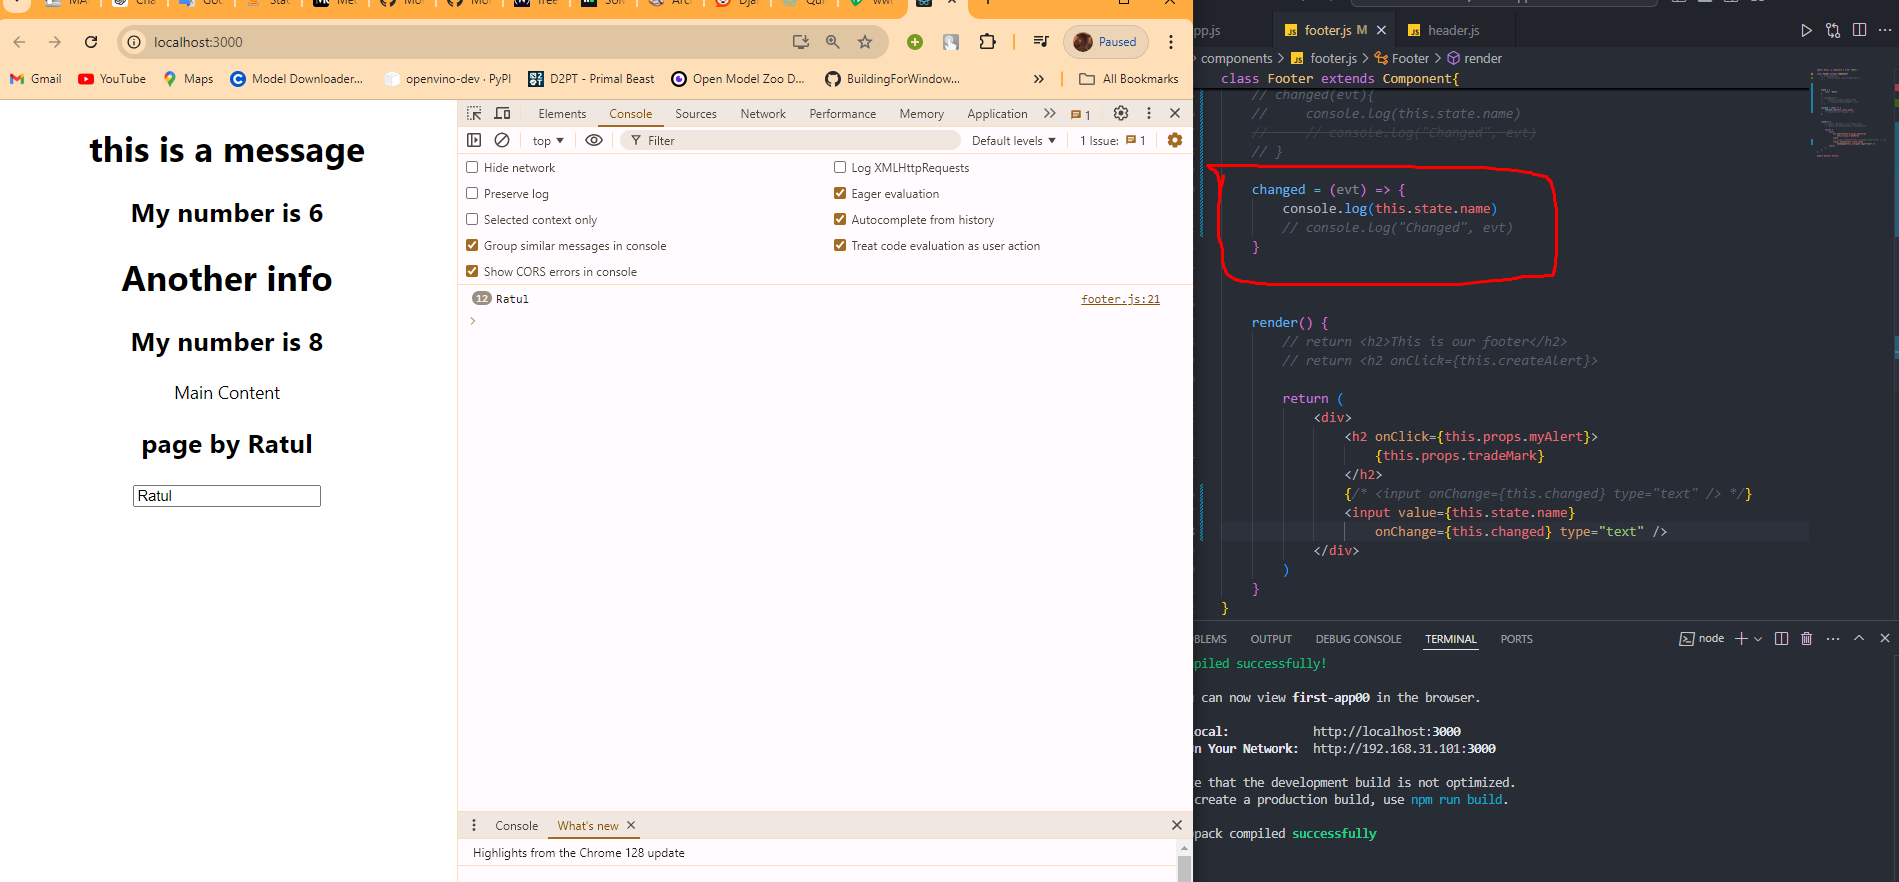 localhost:3000
Paused
Gmail
YouTube
Maps
Model Downloader...
openvino-dev · PyPI
D2PT - Primal Beast
Open Model Zoo D...
BuildingForWindow...
»
All Bookmarks
this is a message
My number is 6
Another info
My number is 8
Main Content
page by Ratul
Ratul
Elements
Console
Sources
Network
Performance
Memory
Application
»
1
top
Filter
Default levels
1 Issue:
1
Hide network
Log XMLHttpRequests
Preserve log
Eager evaluation
Selected context only
Autocomplete from history
Group similar messages in console
Treat code evaluation as user action
Show CORS errors in console
12 Ratul footer.js:21
>
Console
What's new
Highlights from the Chrome 128 update
pp.js
JS footer.js M
JS header.js
components > JS footer.js > Footer > render
class Footer extends Component{
// changed(evt){
//     console.log(this.state.name)
//     // console.log("Changed", evt)
// }
changed = (evt) => {
console.log(this.state.name)
// console.log("Changed", evt)
}
render() {
// return <h2>This is our footer</h2>
// return <h2 onClick={this.createAlert}>
return (
<div>
<h2 onClick={this.props.myAlert}>
{this.props.tradeMark}
</h2>
{/* <input onChange={this.changed} type="text" /> */}
<input value={this.state.name}
onChange={this.changed} type="text" />
</div>
)
}
}
BLEMS
OUTPUT
DEBUG CONSOLE
TERMINAL
PORTS
node
piled successfully!
can now view first-app00 in the browser.
ocal: http://localhost:3000
n Your Network: http://192.168.31.101:3000
e that the development build is not optimized.
create a production build, use npm run build.
pack compiled successfully